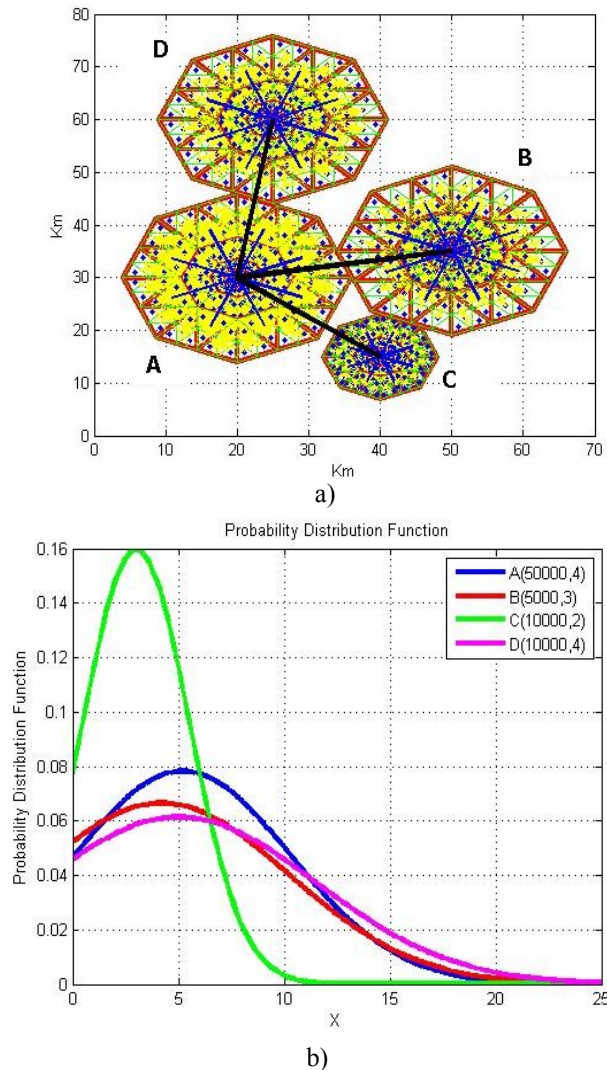 80
70
60
50
40
30
20
10
0
Km
D
B
A
C
0 10 20 30 40 50 60 70
Km
a)
Probability Distribution Function
0.16
0.14
0.12
0.1
0.08
0.06
0.04
0.02
0
Probability Distribution Function
A(50000,4)
B(5000,3)
C(10000,2)
D(10000,4)
0 5 10 15 20 25
X
b)